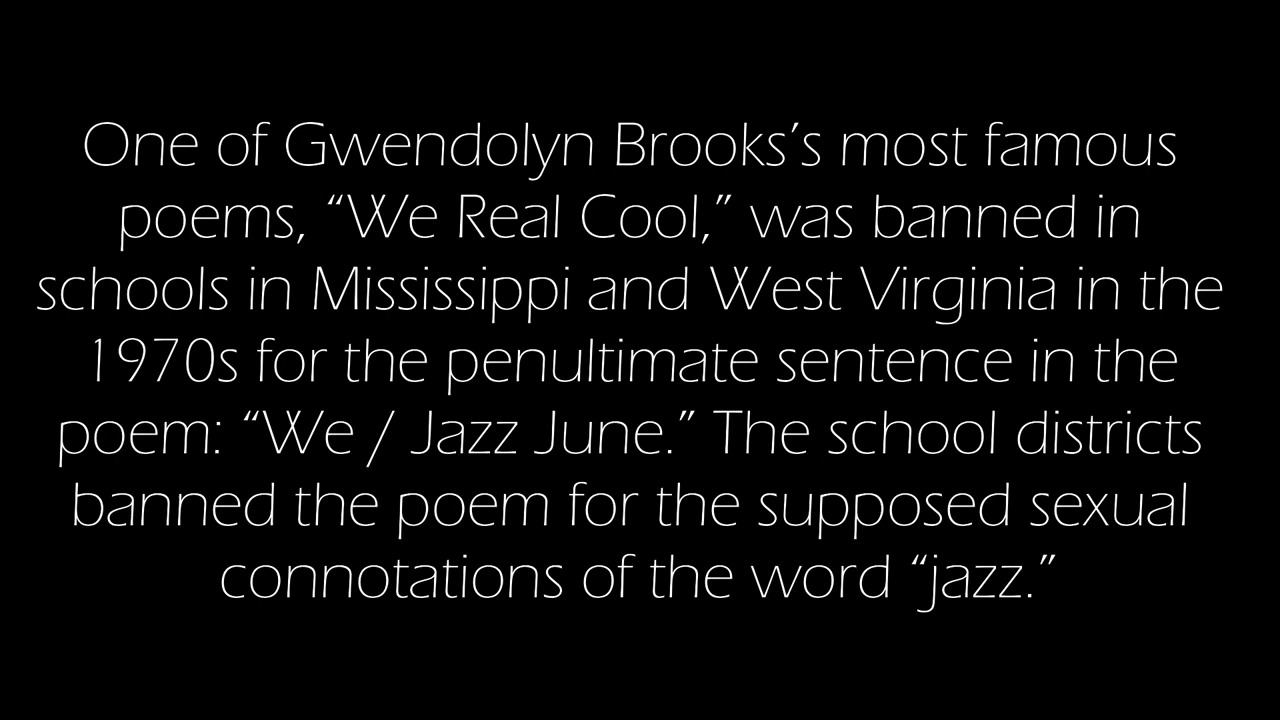 One of Gwendolyn Brooks’s most famous
poems, “We Real Cool,” was banned in
schools in Mississippi and West Virginia in the
1970s for the penultimate sentence in the
poem: “We / Jazz June.” The school districts
banned the poem for the supposed sexual
connotations of the word “jazz.”